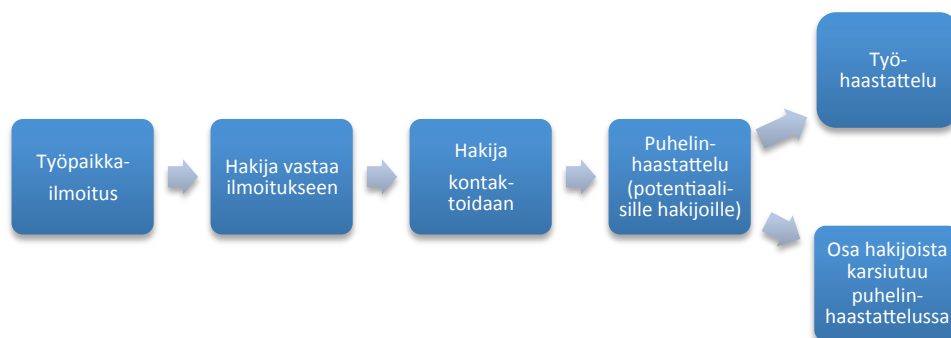 Työpaikka-
ilmoitus
Hakija vastaa
ilmoitukseen
Hakija
kontak-
toidaan
Puhelin-
haastattelu
(potentiaali-
sille hakijoille)
Työ-
haastattelu
Osa hakijoista
karsiutuu
puhelin-
haastattelussa